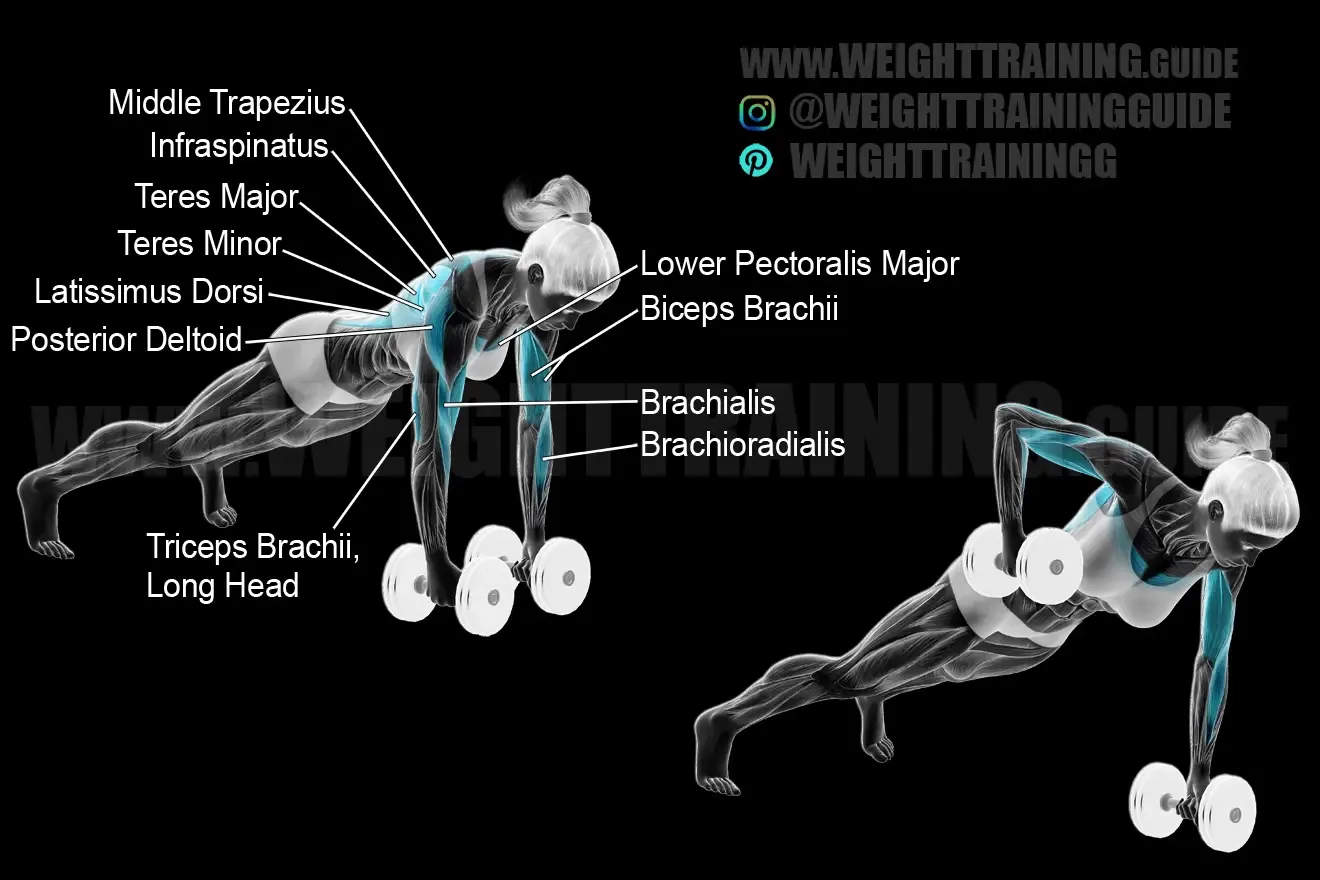 WWW.WEIGHTTRAINING.GUIDE
@WEIGHTTRAININGGUIDE
WEIGHTTRAININGG
Middle Trapezius
Infraspinatus
Teres Major
Teres Minor
Latissimus Dorsi
Posterior Deltoid
Lower Pectoralis Major
Biceps Brachii
Brachialis
Brachioradialis
Triceps Brachii,
Long Head
WWW.WEIGHTTRAINING.GUIDE